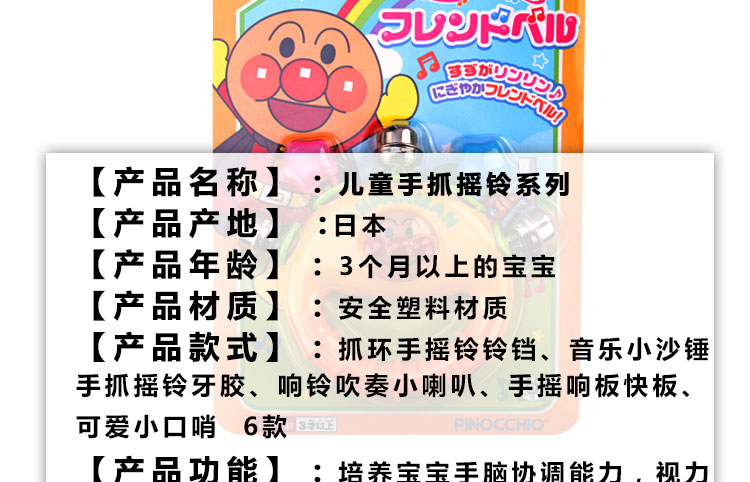 フレンドベル
すずがリンリン♪
にぎやかフレンドベル!
【产品名称】:儿童手抓摇铃系列
【产品产地】:日本
【产品年龄】:3个月以上的宝宝
【产品材质】:安全塑料材质
【产品款式】:抓环手摇铃铃铛、音乐小沙锤
手抓摇铃牙胶、响铃吹奏小喇叭、手摇响板快板、
可爱小口哨 6款
PINOCCHIO
【产品功能】:培养宝宝手脑协调能力，视力